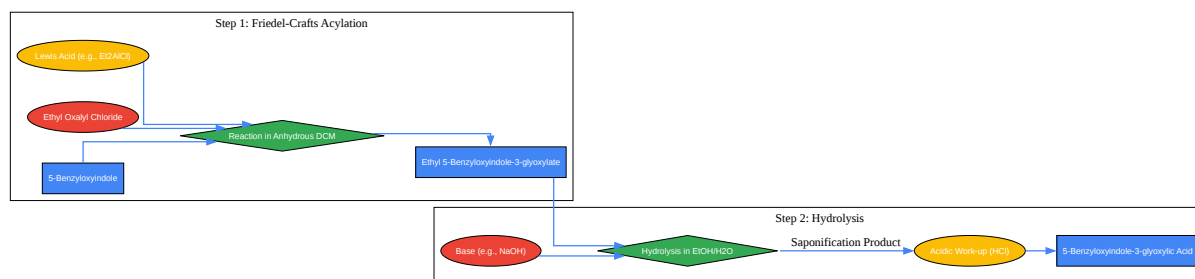 Step 1: Friedel-Crafts Acylation
Lewis Acid (e.g., Et2AlCl)
Ethyl Oxalyl Chloride
Reaction in Anhydrous DCM
5-Benzyloxyindole
Ethyl 5-Benzyloxyindole-3-glyoxylate
Step 2: Hydrolysis
Base (e.g., NaOH)
Hydrolysis in EtOH/H2O
Saponification Product
Acidic Work-up (HCl)
5-Benzyloxyindole-3-glyoxylic Acid